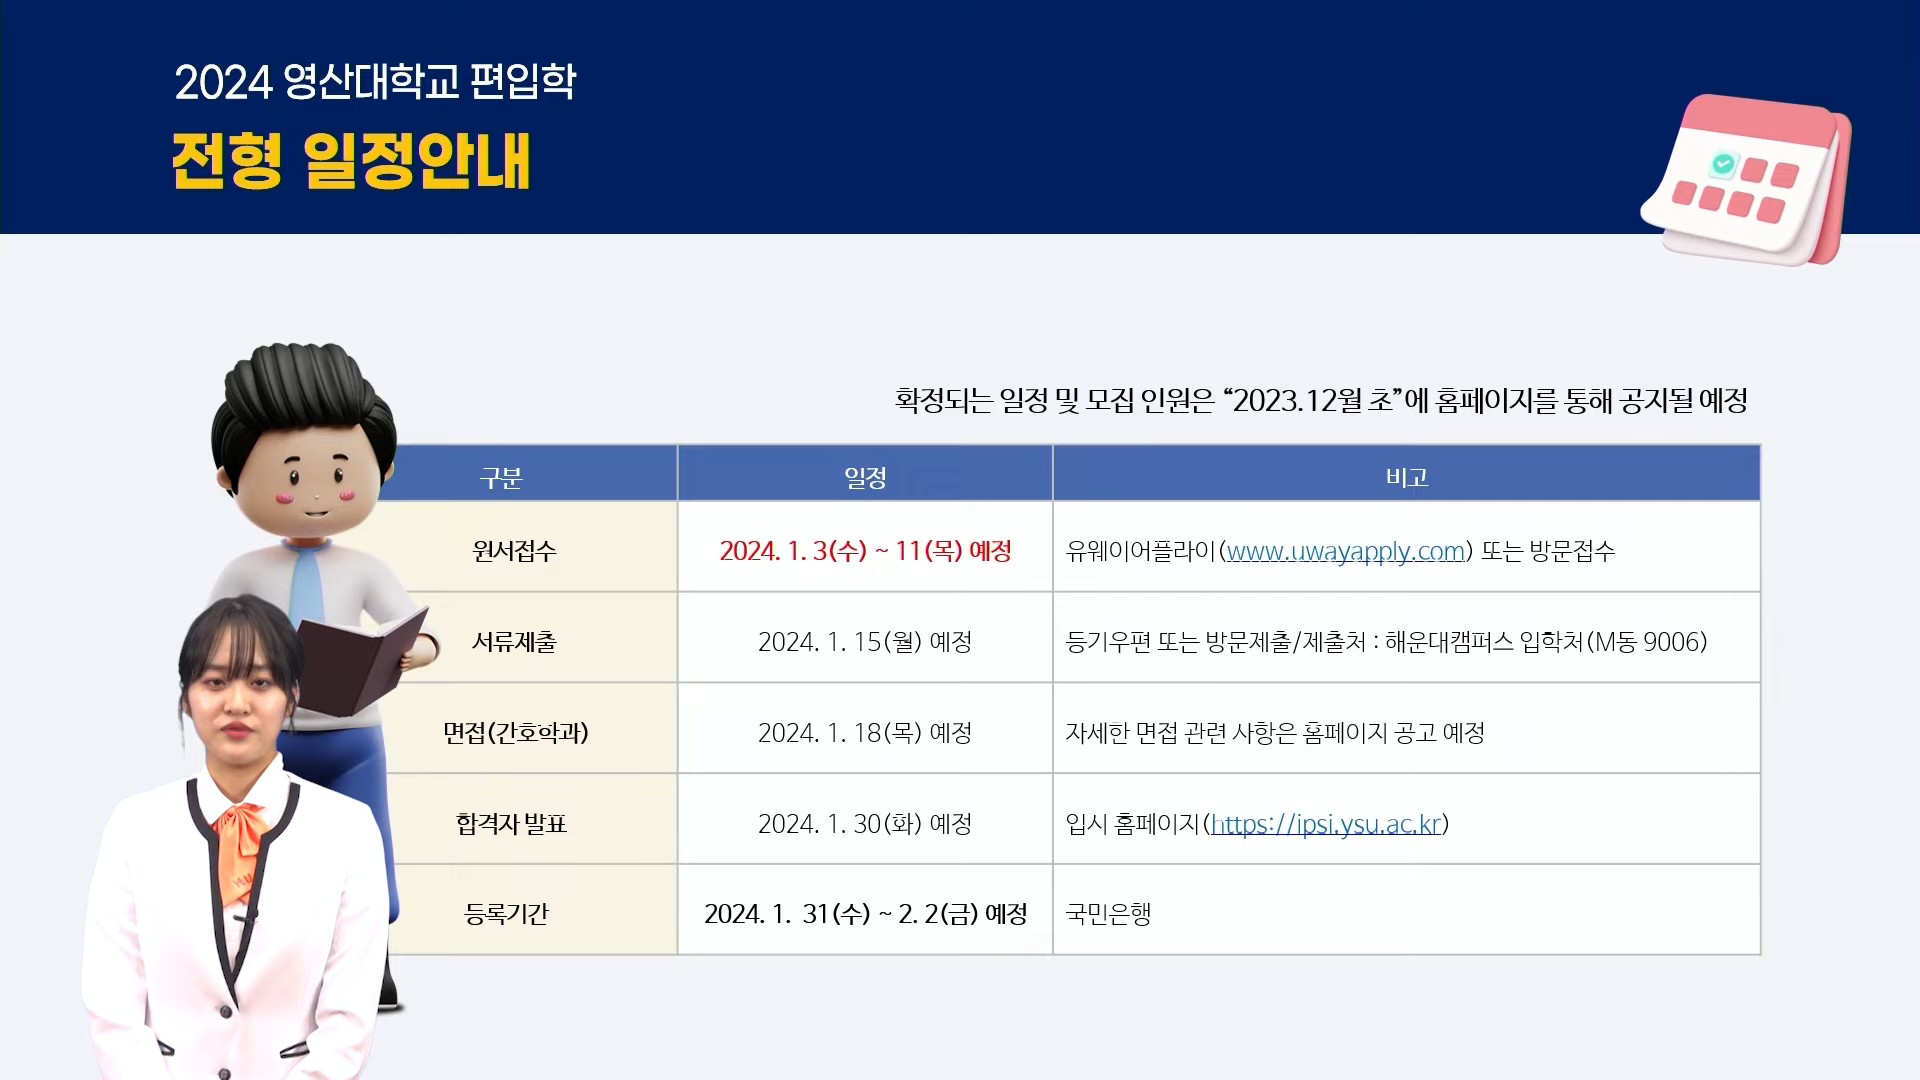 2024 영산대학교 편입학
전형 일정안내
확정되는 일정 및 모집 인원은 “2023.12월 초”에 홈페이지를 통해 공지될 예정
구분 일정 비고
원서접수 2024. 1. 3(수) ~ 11(목) 예정 유웨이어플라이(www.uwayapply.com) 또는 방문접수
서류제출 2024. 1. 15(월) 예정 등기우편 또는 방문제출/제출처 : 해운대캠퍼스 입학처(M동 9006)
면접(간호학과) 2024. 1. 18(목) 예정 자세한 면접 관련 사항은 홈페이지 공고 예정
합격자 발표 2024. 1. 30(화) 예정 입시 홈페이지(https://ipsi.ysu.ac.kr)
등록기간 2024. 1. 31(수) ~ 2. 2(금) 예정 국민은행